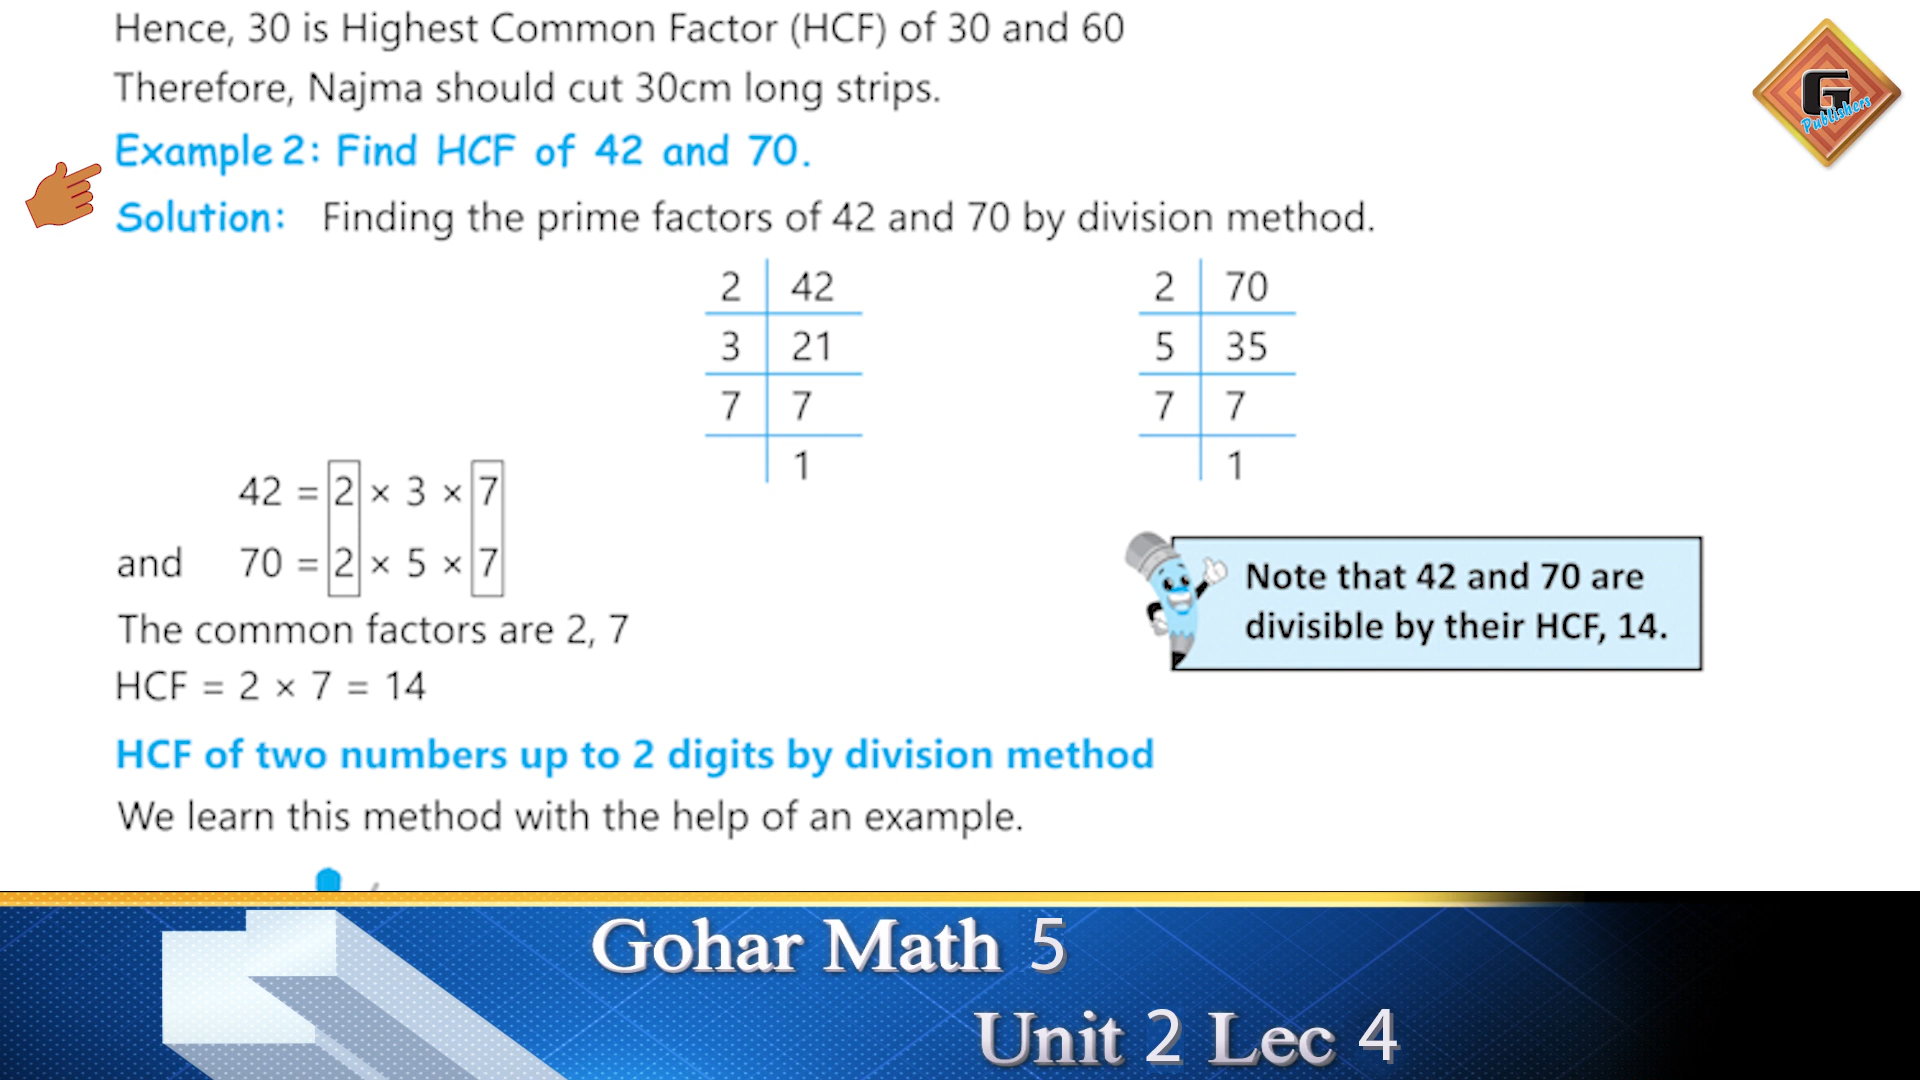 Hence, 30 is Highest Common Factor (HCF) of 30 and 60
Therefore, Najma should cut 30cm long strips.
G
Publishers
Example 2: Find HCF of 42 and 70.
Solution: Finding the prime factors of 42 and 70 by division method.
2 42
3 21
7 7
1
2 70
5 35
7 7
1
42 = 2 × 3 × 7
and 70 = 2 × 5 × 7
The common factors are 2, 7
HCF = 2 × 7 = 14
Note that 42 and 70 are
divisible by their HCF, 14.
HCF of two numbers up to 2 digits by division method
We learn this method with the help of an example.
Gohar Math 5
Unit 2 Lec 4